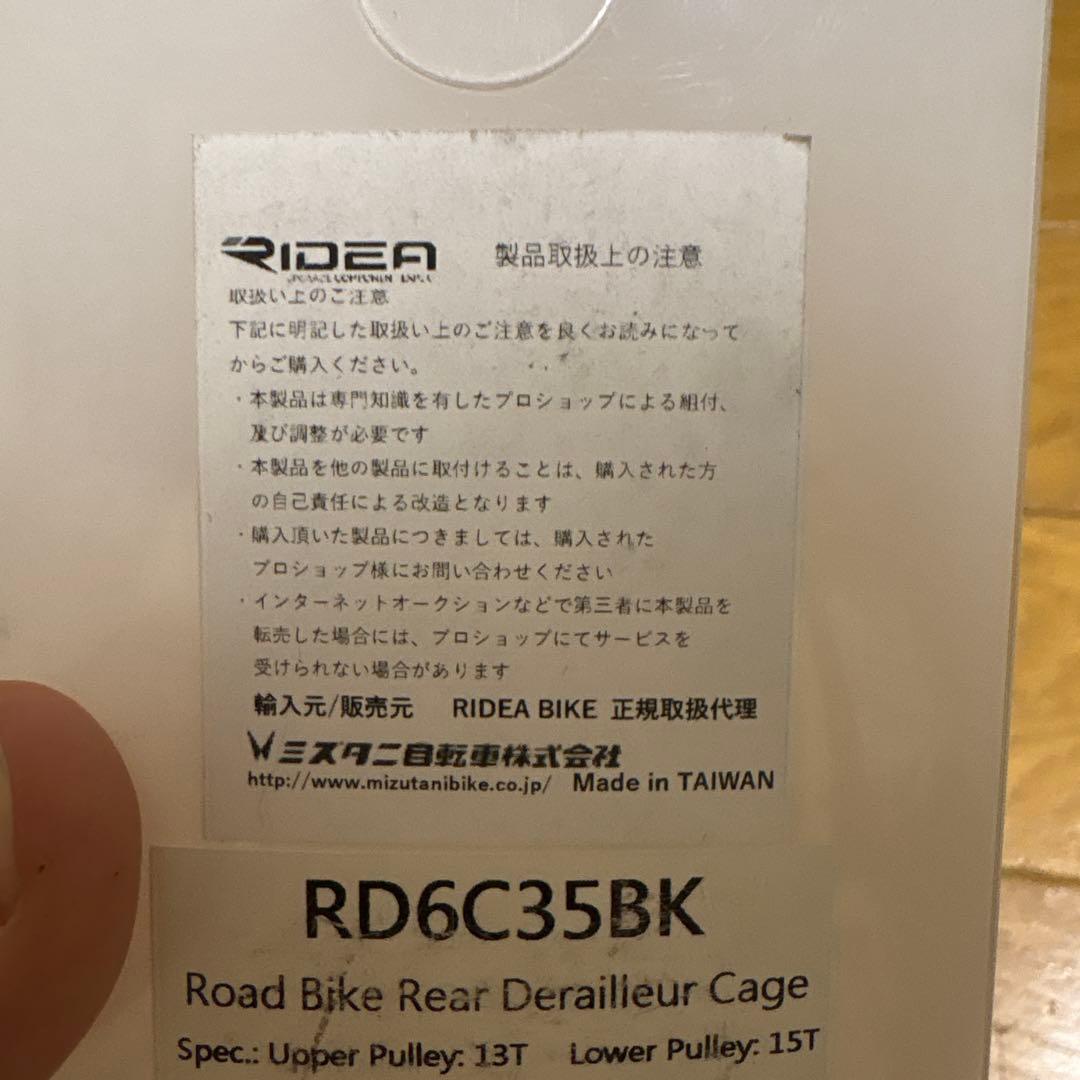 RIDEA
製品取扱上の注意
取扱い上のご注意
下記に明記した取扱い上のご注意を良くお読みになって
からご購入ください。
・本製品は専門知識を有したプロショップによる組付、
及び調整が必要です
・本製品を他の製品に取付けることは、購入された方
の自己責任による改造となります
・購入頂いた製品につきましては、購入された
プロショップ様にお問い合わせください
・インターネットオークションなどで第三者に本製品を
転売した場合には、プロショップにてサービスを
受けられない場合があります
輸入元/販売元 RIDEA BIKE 正規取扱代理
ミズタニ自転車株式会社
http://www.mizutanibike.co.jp/ Made in TAIWAN
RD6C35BK
Road Bike Rear Derailleur Cage
Spec.: Upper Pulley: 13T Lower Pulley: 15T